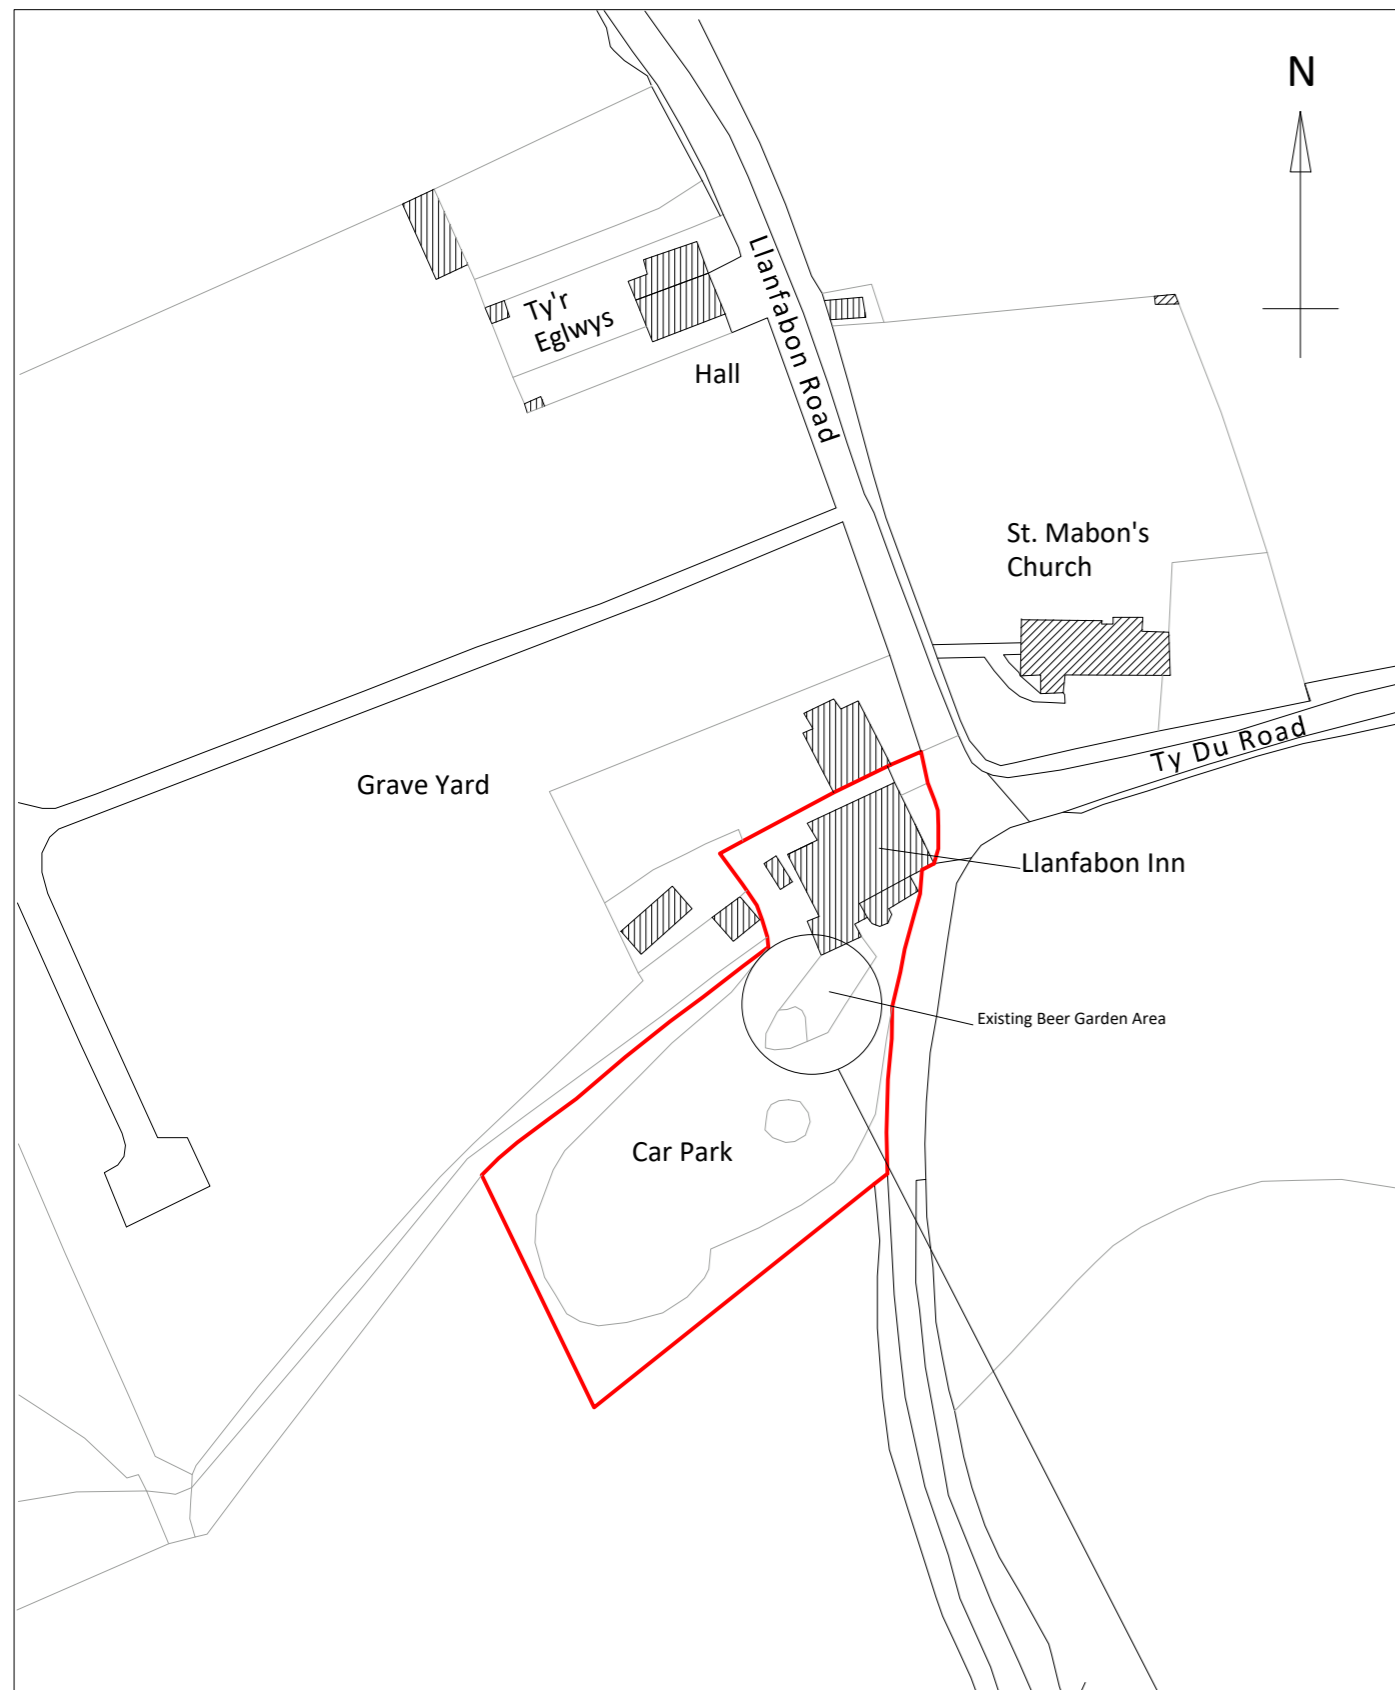 N
Llanfabon Road
Ty'r
Eglwys
Hall
St. Mabon's
Church
Ty Du Road
Grave Yard
Llanfabon Inn
Existing Beer Garden Area
Car Park